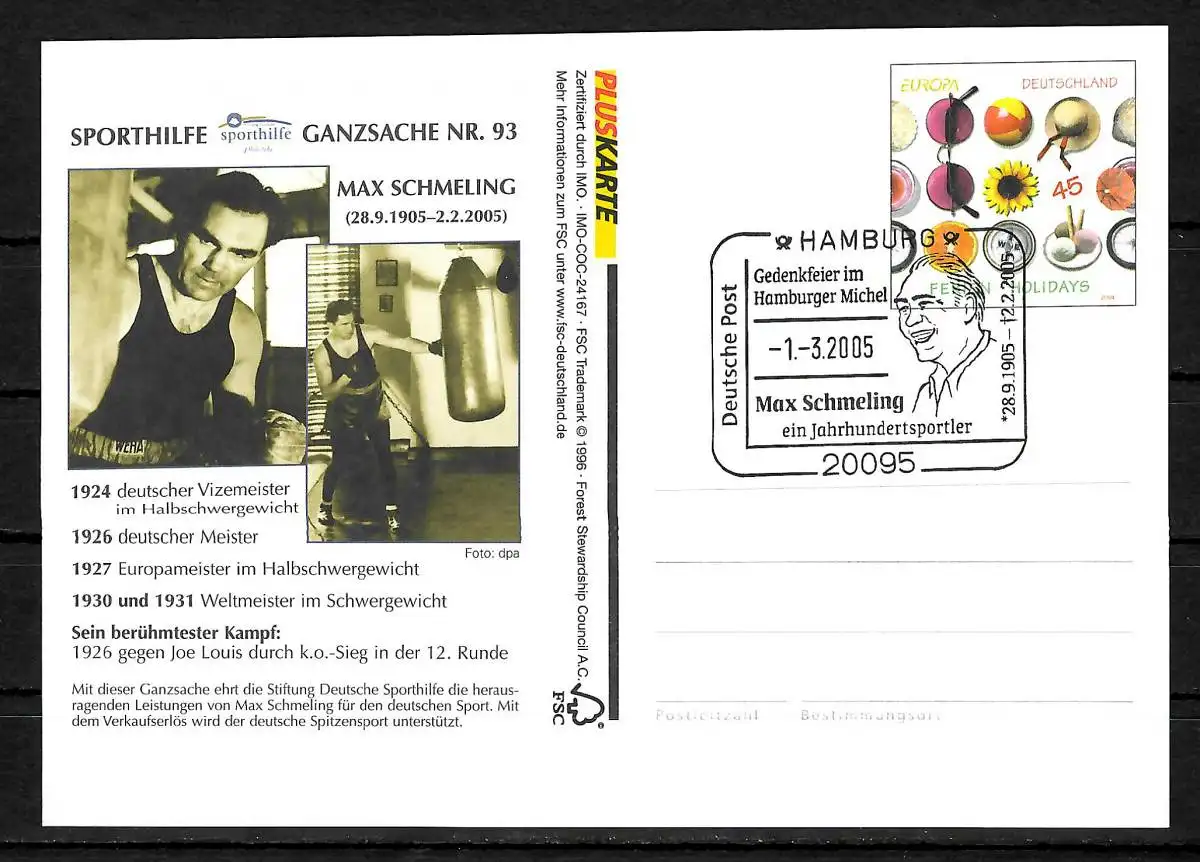 SPORTHILFE sporthilfe GANZSACHE NR. 93
MAX SCHMELING
(28.9.1905–2.2.2005)
WEHA
1924 deutscher Vizemeister
im Halbschwergewicht
1926 deutscher Meister
Foto: dpa
1927 Europameister im Halbschwergewicht
1930 und 1931 Weltmeister im Schwergewicht
Sein berühmtester Kampf:
1926 gegen Joe Louis durch k.o.-Sieg in der 12. Runde
Mit dieser Ganzsache ehrt die Stiftung Deutsche Sporthilfe die heraus-
ragenden Leistungen von Max Schmeling für den deutschen Sport. Mit
dem Verkaufserlös wird der deutsche Spitzensport unterstützt.
PLUSKARTE
Zertifiziert durch IMO. · IMO-COC-24167 · FSC Trademark © 1996 · Forest Stewardship Council A.C.
Mehr Informationen zum FSC unter www.fsc-deutschland.de
FSC
EUROPA DEUTSCHLAND
45
FERIEN HOLIDAYS
HAMBURG
Deutsche Post
Gedenkfeier im
Hamburger Michel
-1.-3.2005
Max Schmeling
ein Jahrhundertsportler
*28.9.1905 – †2.2.2005
20095
Postleitzahl Bestimmungsort